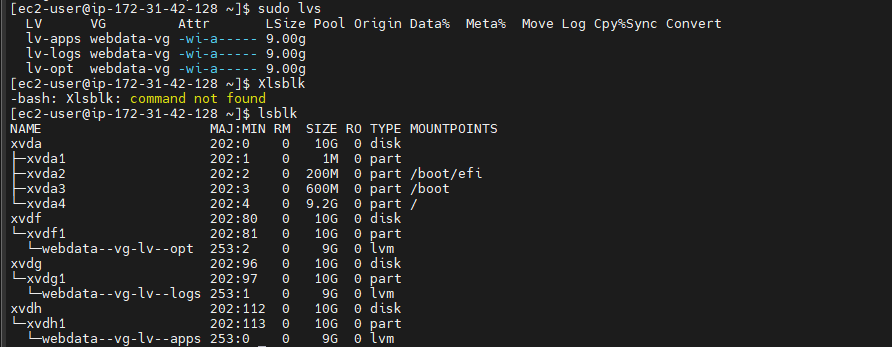 [ec2-user@ip-172-31-42-128 ~]$ sudo lvs
  LV      VG         Attr       LSize Pool Origin Data%  Meta%  Move Log Cpy%Sync Convert
  lv-apps webdata-vg -wi-a----- 9.00g
  lv-logs webdata-vg -wi-a----- 9.00g
  lv-opt  webdata-vg -wi-a----- 9.00g
[ec2-user@ip-172-31-42-128 ~]$ Xlsblk
-bash: Xlsblk: command not found
[ec2-user@ip-172-31-42-128 ~]$ lsblk
NAME                    MAJ:MIN RM  SIZE RO TYPE MOUNTPOINTS
xvda                    202:0    0   10G  0 disk
├─xvda1                 202:1    0    1M  0 part
├─xvda2                 202:2    0  200M  0 part /boot/efi
├─xvda3                 202:3    0  600M  0 part /boot
└─xvda4                 202:4    0  9.2G  0 part /
xvdf                    202:80   0   10G  0 disk
└─xvdf1                 202:81   0   10G  0 part
  └─webdata--vg-lv--opt  253:2    0    9G  0 lvm
xvdg                    202:96   0   10G  0 disk
└─xvdg1                 202:97   0   10G  0 part
  └─webdata--vg-lv--logs 253:1    0    9G  0 lvm
xvdh                    202:112  0   10G  0 disk
└─xvdh1                 202:113  0   10G  0 part
  └─webdata--vg-lv--apps 253:0    0    9G  0 lvm